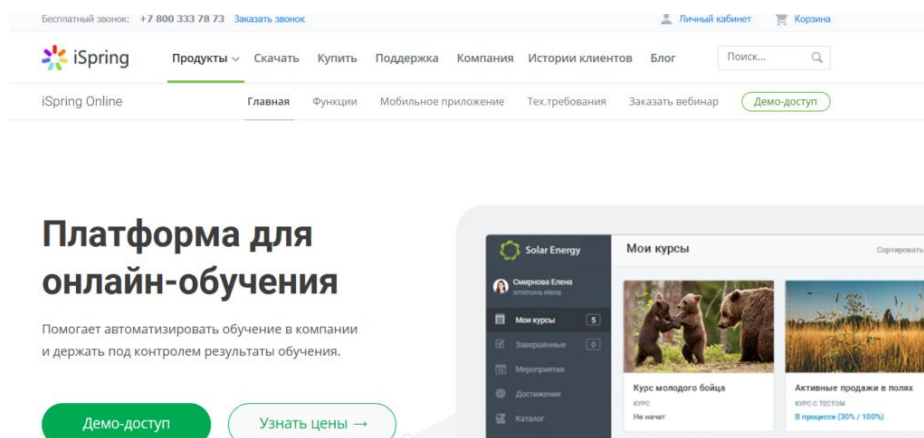 Бесплатный звонок: +7 800 333 78 73 Заказать звонок Личный кабинет Корзина
iSpring Продукты Скачать Купить Поддержка Компания Истории клиентов Блог Поиск...
iSpring Online Главная Функции Мобильное приложение Тех.требования Заказать вебинар Демо-доступ
Платформа для
онлайн-обучения
Помогает автоматизировать обучение в компании
и держать под контролем результаты обучения.
Демо-доступ Узнать цены →
Solar Energy Мои курсы Сортировать
Смирнова Елена
smirnova.elena
Мои курсы 5
Завершенные 0
Мероприятия
Достижения
Каталог
Курс молодого бойца
КУРС
Не начат
Активные продажи в полях
КУРС С ТЕСТОМ
В процессе (30% / 100%)